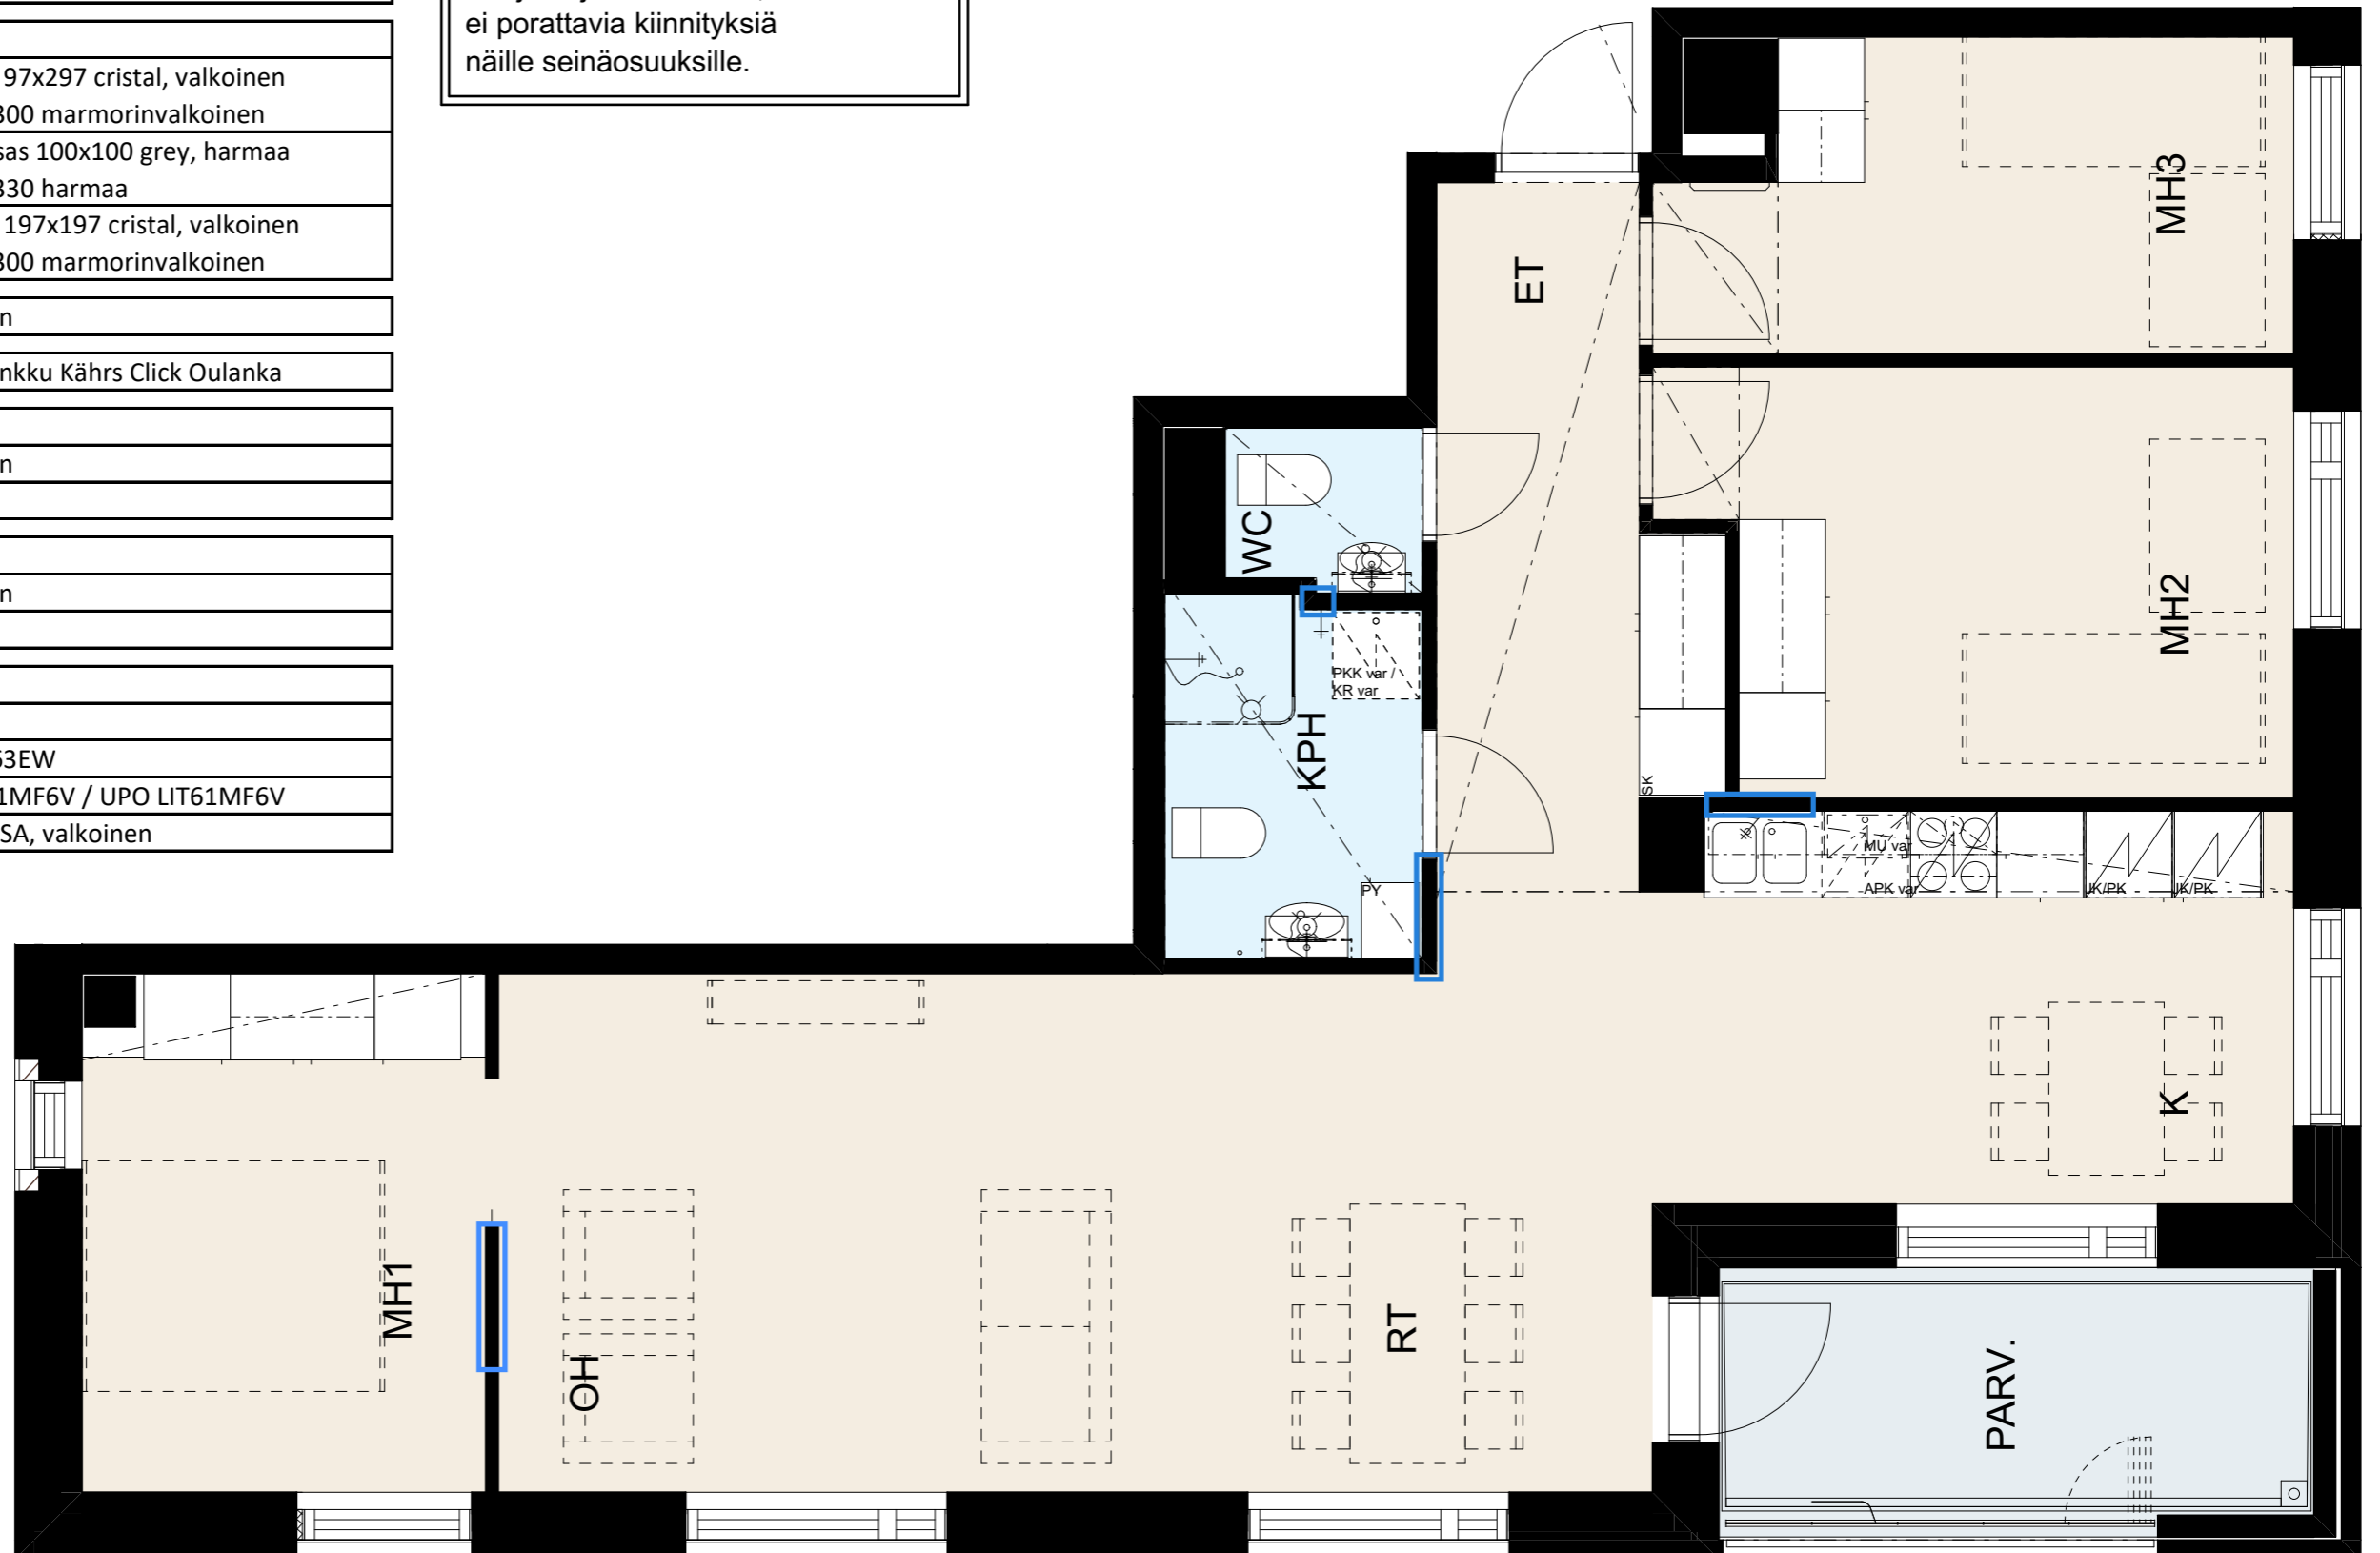 97x297 cristal, valkoinen
300 marmorinvalkoinen
sas 100x100 grey, harmaa
330 harmaa
197x197 cristal, valkoinen
300 marmorinvalkoinen
n
nkku Kährs Click Oulanka
n
n
63EW
1MF6V / UPO LIT61MF6V
SA, valkoinen
ei porattavia kiinnityksiä
näille seinäosuuksille.
MH3
ET
WC
MH2
PKK var /
KR var
KPH
SK
MU var
APK var
JK/PK
JK/PK
PY
K
MH1
OH
RT
PARV.